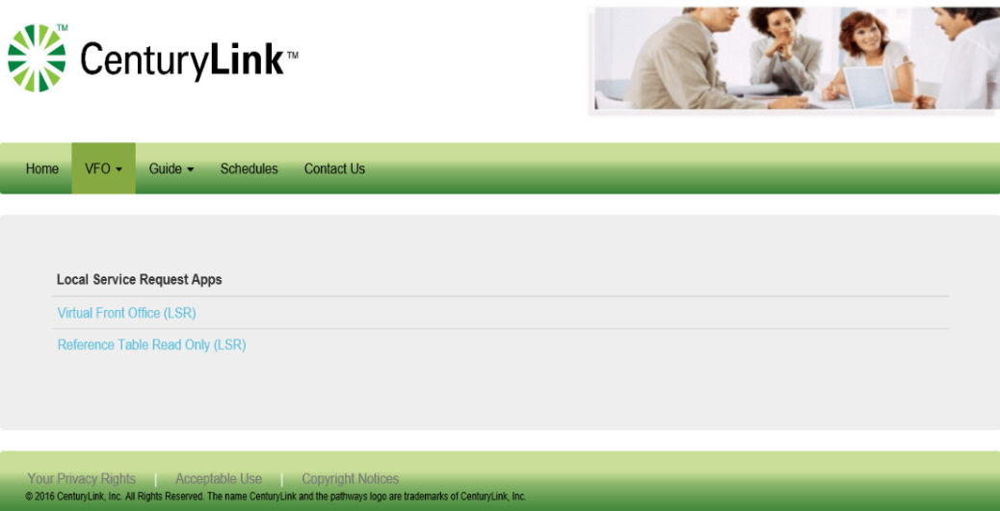 CenturyLink™
Home VFO Guide Schedules Contact Us
Local Service Request Apps
Virtual Front Office (LSR)
Reference Table Read Only (LSR)
Your Privacy Rights | Acceptable Use | Copyright Notices
© 2016 CenturyLink, Inc. All Rights Reserved. The name CenturyLink and the pathways logo are trademarks of CenturyLink, Inc.